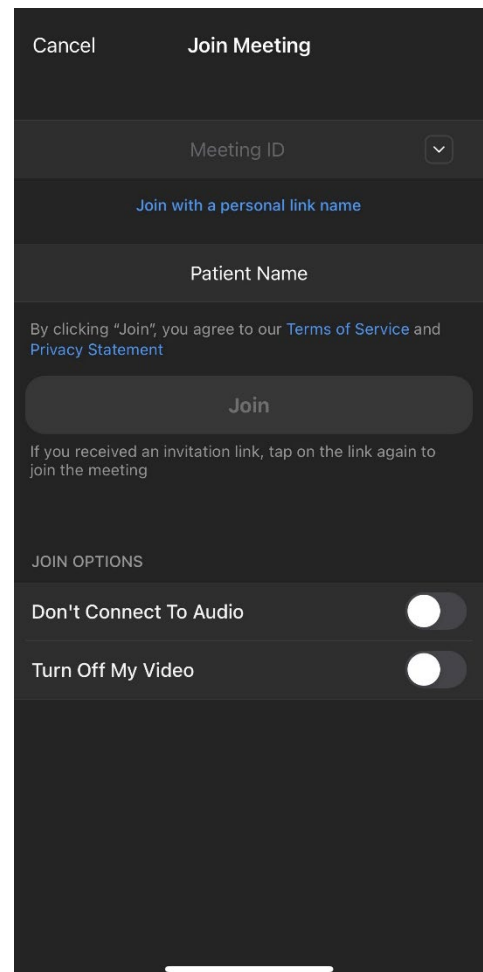 Cancel Join Meeting
Meeting ID
Join with a personal link name
Patient Name
By clicking “Join”, you agree to our Terms of Service and
Privacy Statement
Join
If you received an invitation link, tap on the link again to
join the meeting
JOIN OPTIONS
Don't Connect To Audio
Turn Off My Video